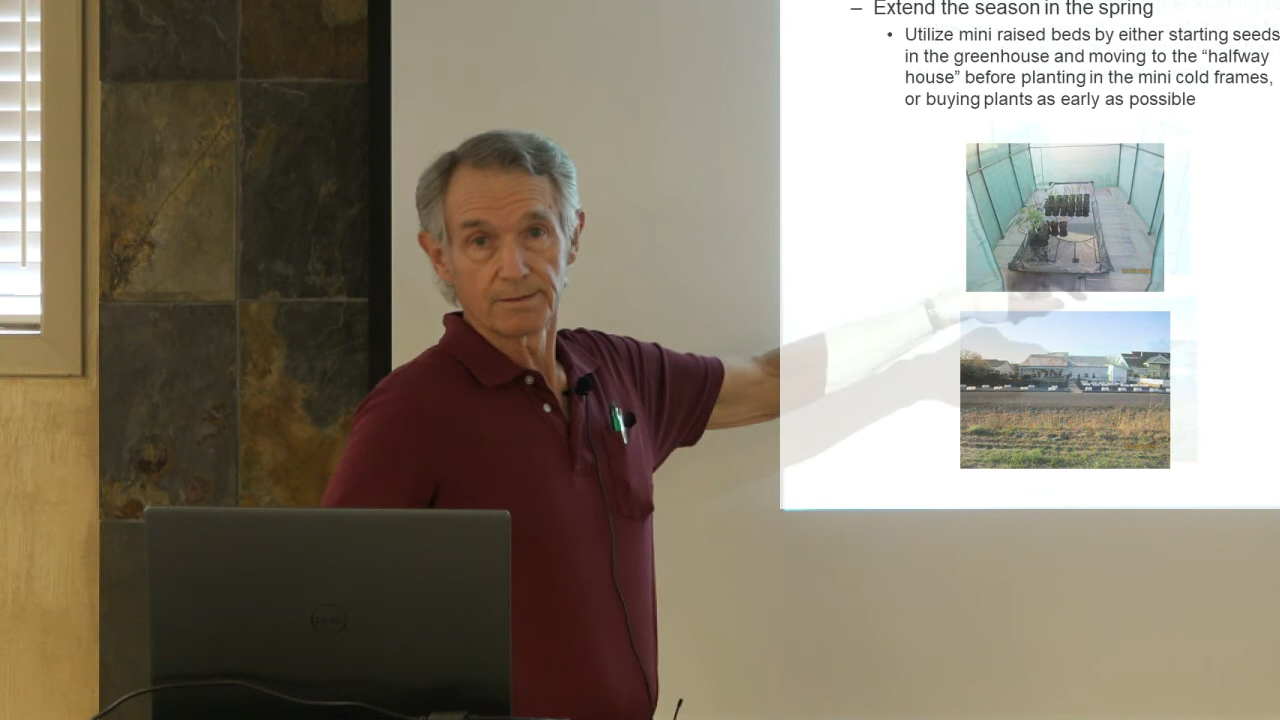 – Extend the season in the spring
• Utilize mini raised beds by either starting seeds
in the greenhouse and moving to the “halfway
house” before planting in the mini cold frames,
or buying plants as early as possible
DELL